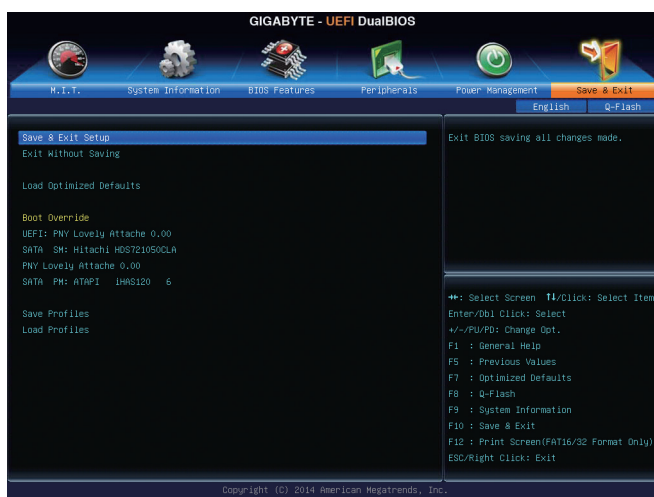 GIGABYTE - UEFI DualBIOS
M.I.T.
System Information
BIOS Features
Peripherals
Power Management
Save & Exit
English
Q-Flash
Save & Exit Setup
Exit Without Saving
Load Optimized Defaults
Boot Override
UEFI: PNY Lovely Attache 0.00
SATA SM: Hitachi HDS721050CLA
PNY Lovely Attache 0.00
SATA PM: ATAPI iHAS120 6
Save Profiles
Load Profiles
Exit BIOS saving all changes made.
→←: Select Screen ↑↓/Click: Select Item
Enter/Dbl Click: Select
+/-/PU/PD: Change Opt.
F1 : General Help
F5 : Previous Values
F7 : Optimized Defaults
F8 : Q-Flash
F9 : System Information
F10 : Save & Exit
F12 : Print Screen(FAT16/32 Format Only)
ESC/Right Click: Exit
Copyright (C) 2014 American Megatrends, Inc.